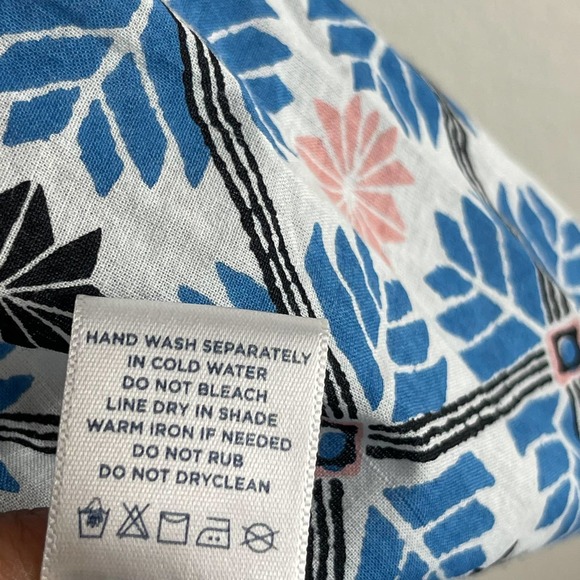 HAND WASH SEPARATELY
IN COLD WATER
DO NOT BLEACH
LINE DRY IN SHADE
WARM IRON IF NEEDED
DO NOT RUB
DO NOT DRYCLEAN